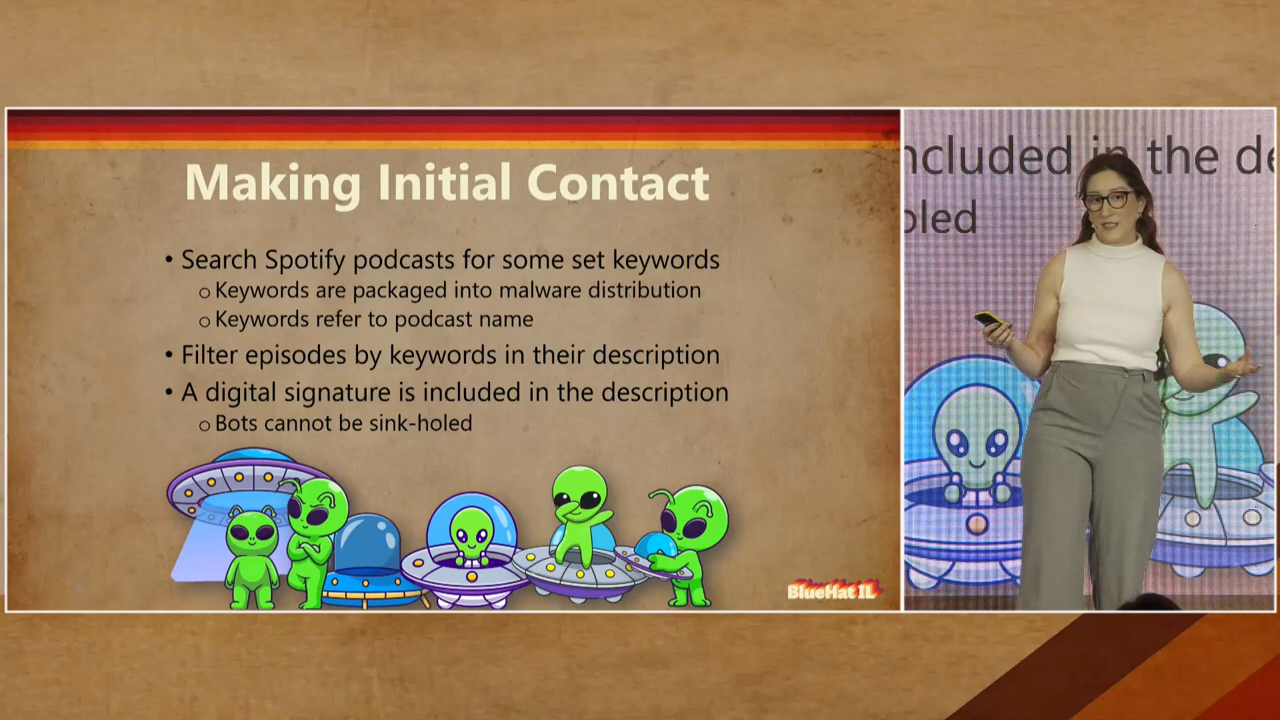 Making Initial Contact
• Search Spotify podcasts for some set keywords
o Keywords are packaged into malware distribution
o Keywords refer to podcast name
• Filter episodes by keywords in their description
• A digital signature is included in the description
o Bots cannot be sink-holed
BlueHat IL
ncluded in the de
oled